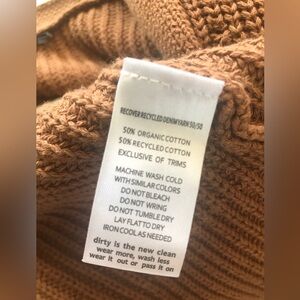 RECOVER RECYCLED DENIM YARN 50/50
50% ORGANIC COTTON
50% RECYCLED COTTON
EXCLUSIVE OF TRIMS
MACHINE WASH COLD
WITH SIMILAR COLORS
DO NOT BLEACH
DO NOT WRING
DO NOT TUMBLE DRY
LAY FLAT TO DRY
IRON COOL AS NEEDED
dirty is the new clean
wear more, wash less
wear it out or pass it on